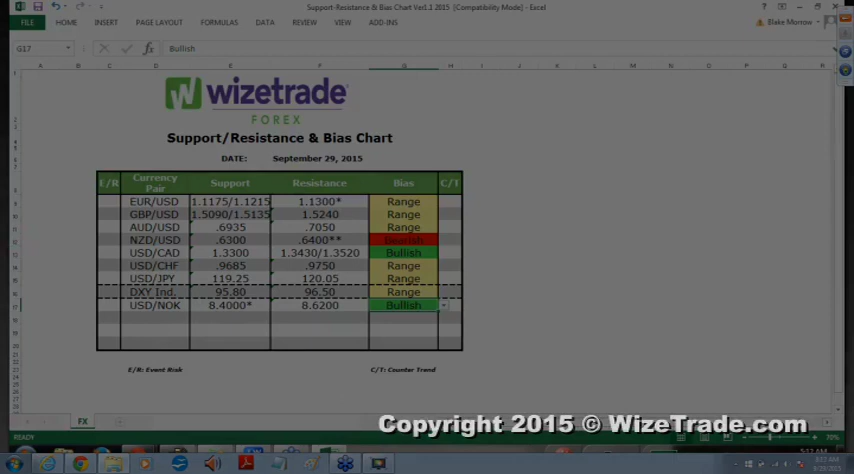 Support-Resistance & Bias Chart Ver1.1 2015 [Compatibility Mode] - Excel
FILE HOME INSERT PAGE LAYOUT FORMULAS DATA REVIEW VIEW ADD-INS Blake Morrow
G17 fx Bullish
A B C D E F G H I J K L M N O P Q R
wizetrade
FOREX
Support/Resistance & Bias Chart
DATE: September 29, 2015
E/R Currency Pair Support Resistance Bias C/T
EUR/USD 1.1175/1.1215 1.1300* Range
GBP/USD 1.5090/1.5135 1.5240 Range
AUD/USD .6935 .7050 Range
NZD/USD .6300 .6400** Bearish
USD/CAD 1.3300 1.3430/1.3520 Bullish
USD/CHF .9685 .9750 Range
USD/JPY 119.25 120.05 Range
DXY Ind. 95.80 96.50 Range
USD/NOK 8.4000* 8.6200 Bullish
E/R: Event Risk C/T: Counter Trend
FX
Copyright 2015 © WizeTrade.com
READY 70%